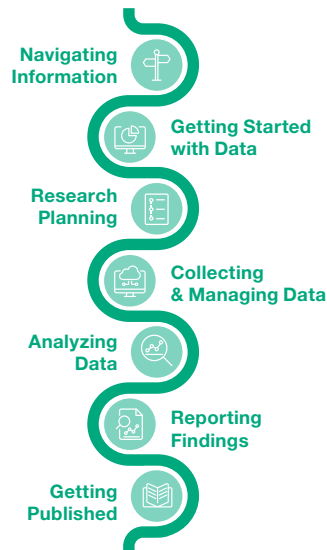 Navigating
Information
Getting Started
with Data
Research
Planning
Collecting
& Managing Data
Analyzing
Data
Reporting
Findings
Getting
Published